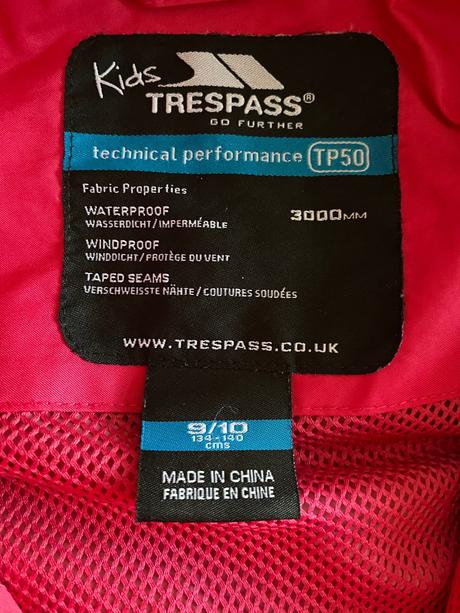 Kids
TRESPASS®
GO FURTHER
technical performance TP50
Fabric Properties
WATERPROOF 3000MM
WASSERDICHT/IMPERMÉABLE
WINDPROOF
WINDDICHT/PROTÈGE DU VENT
TAPED SEAMS
VERSCHWEISSTE NÄHTE/COUTURES SOUDÉES
WWW.TRESPASS.CO.UK
9/10
134-140
cms
MADE IN CHINA
FABRIQUE EN CHINE